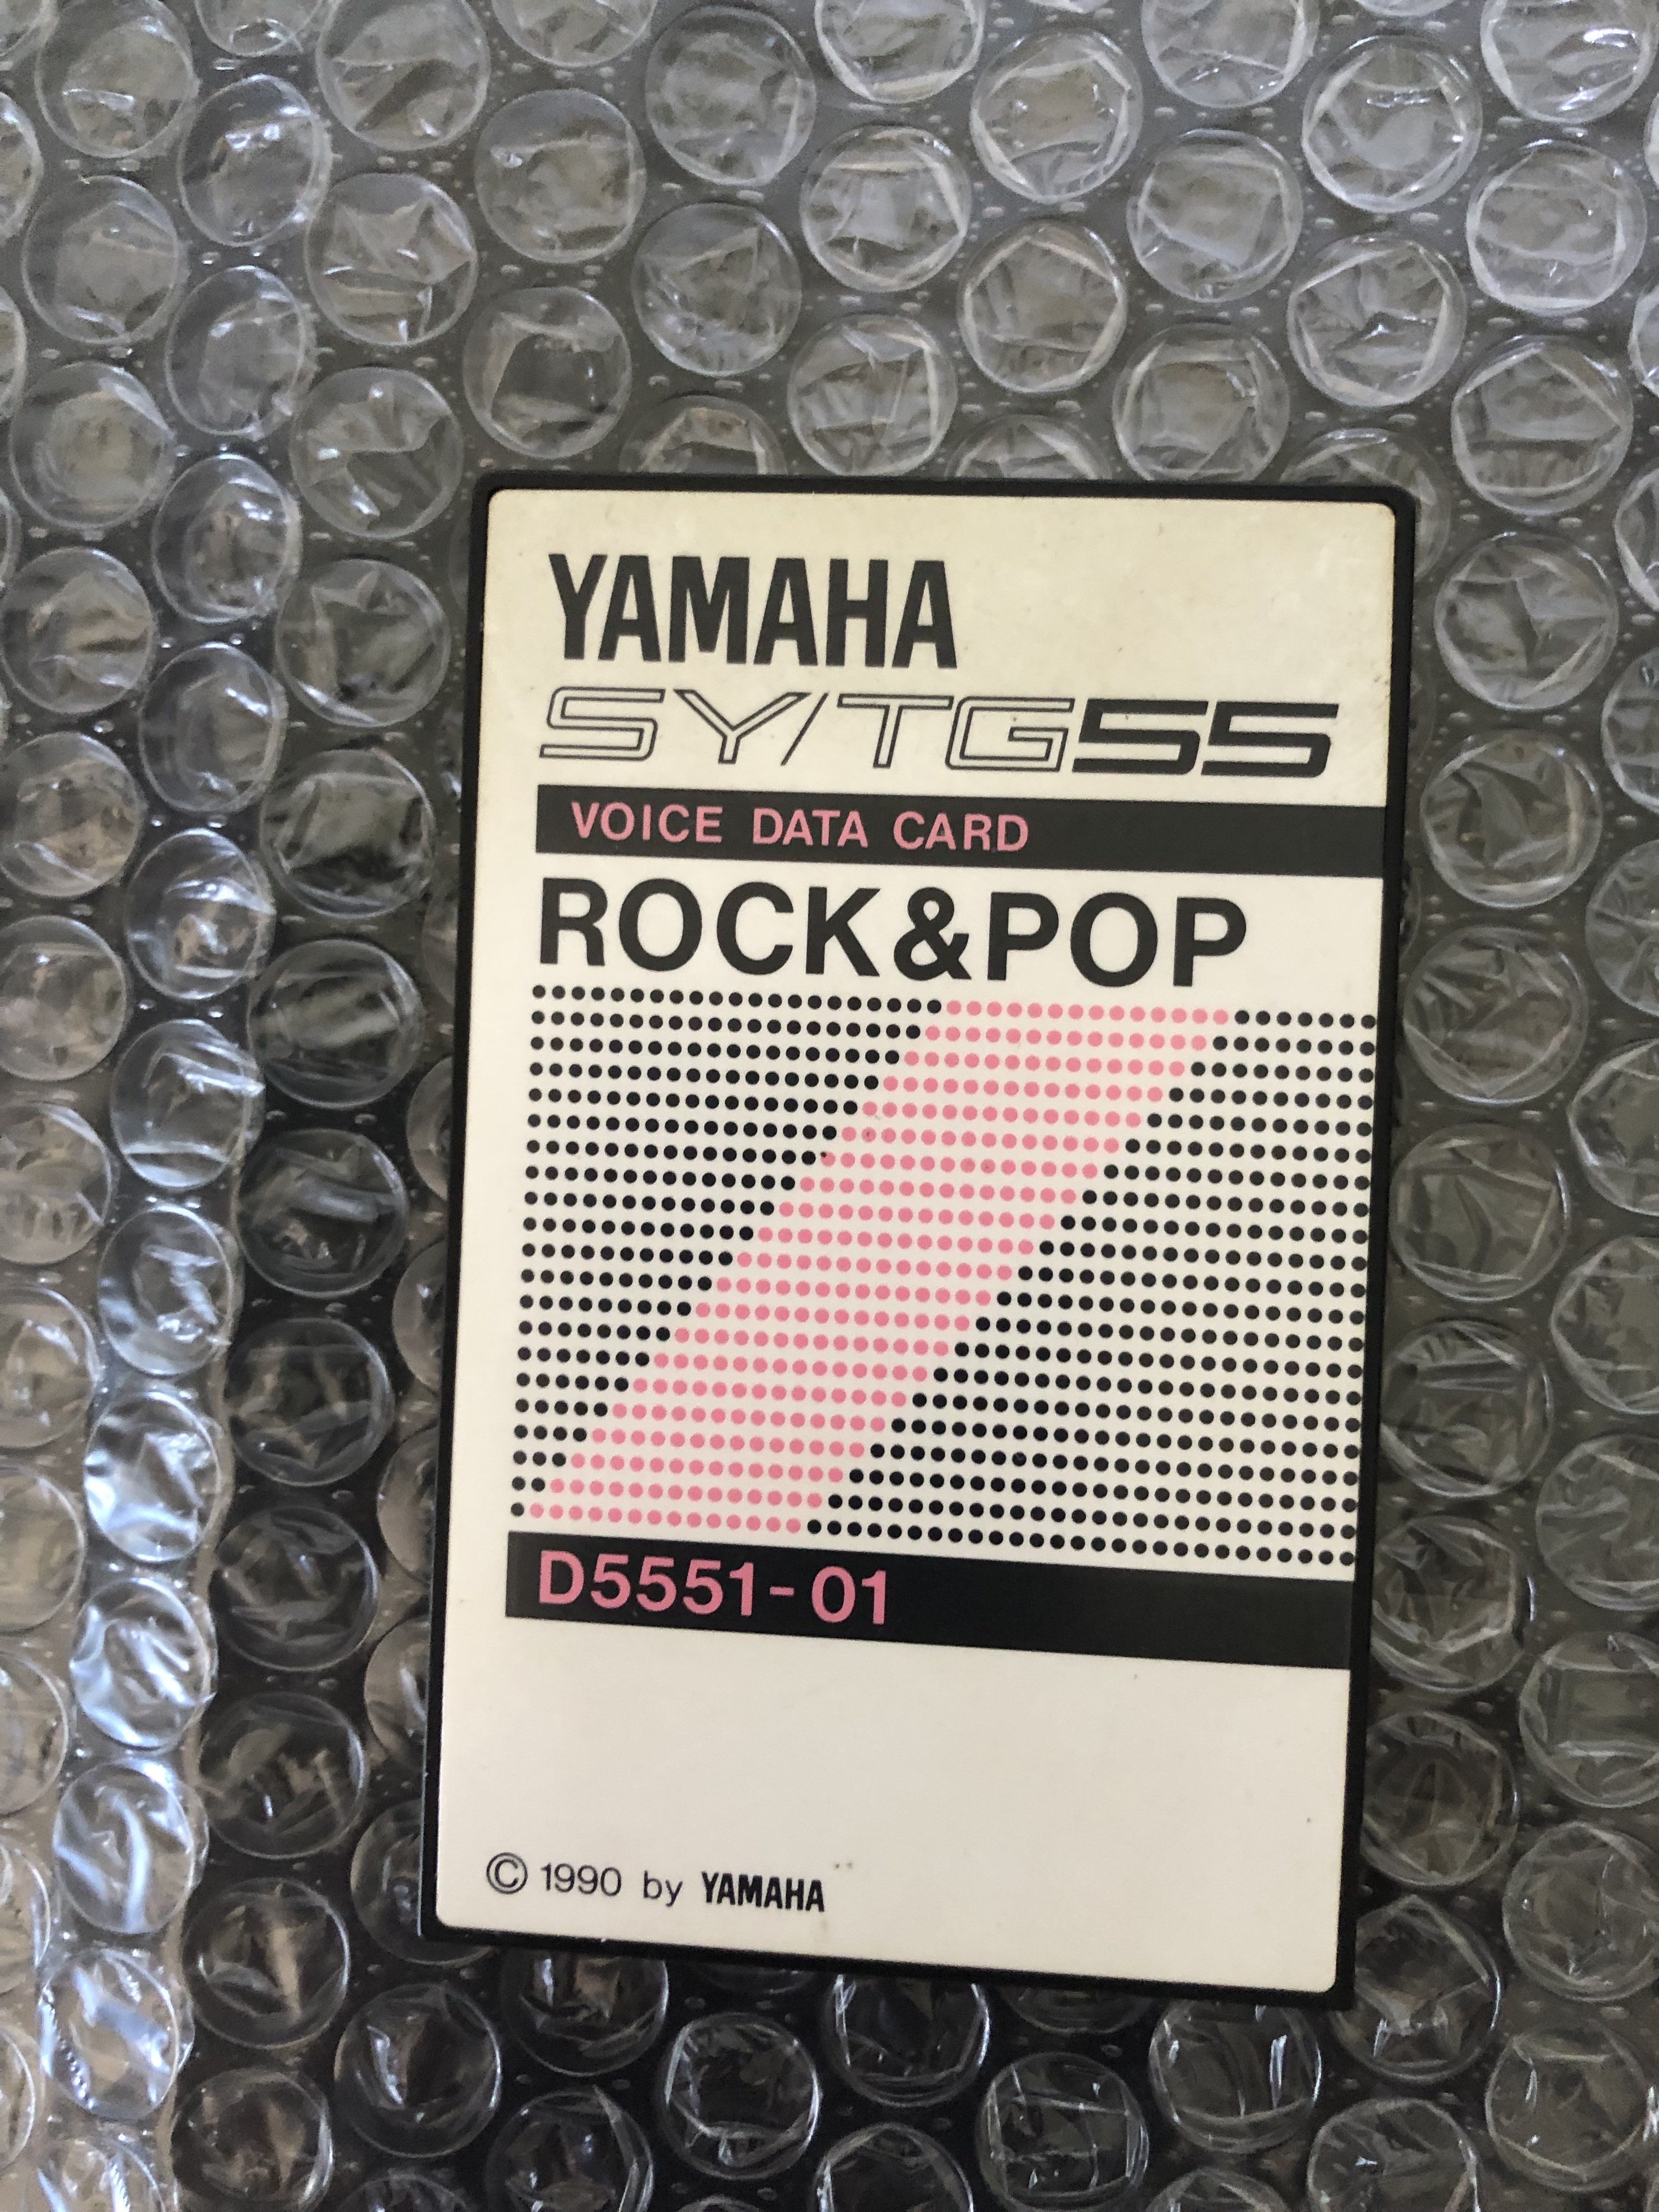 YAMAHA
SY/TG55
VOICE DATA CARD
ROCK&POP
D5551-01
© 1990 by YAMAHA